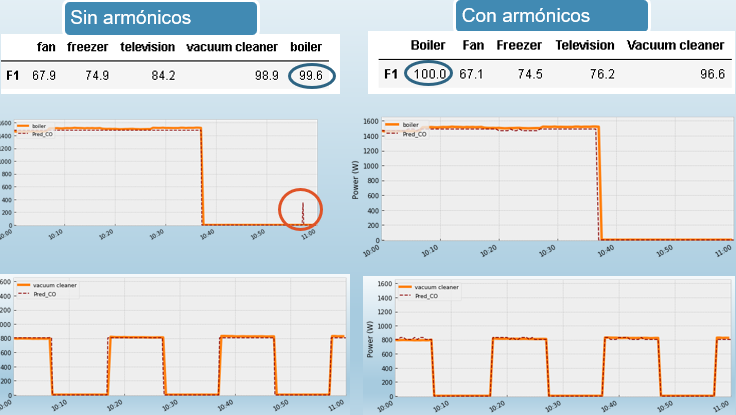 Sin armónicos
fan freezer television vacuum cleaner boiler
F1 67.9 74.9 84.2 98.9 99.6
Con armónicos
Boiler Fan Freezer Television Vacuum cleaner
F1 100.0 67.1 74.5 76.2 96.6
1600
1400
1200
1000
800
600
400
200
0
boiler
Pred_CO
10:00 10:10 10:20 10:30 10:40 10:50 11:00
Power (W)
1600
1400
1200
1000
800
600
400
200
0
boiler
Pred_CO
10:00 10:10 10:20 10:30 10:40 10:50 11:00
1600
1400
1200
1000
800
600
400
200
0
vacuum cleaner
Pred_CO
10:00 10:10 10:20 10:30 10:40 10:50 11:00
Power (W)
1600
1400
1200
1000
800
600
400
200
0
vacuum cleaner
Pred_CO
10:00 10:10 10:20 10:30 10:40 10:50 11:00